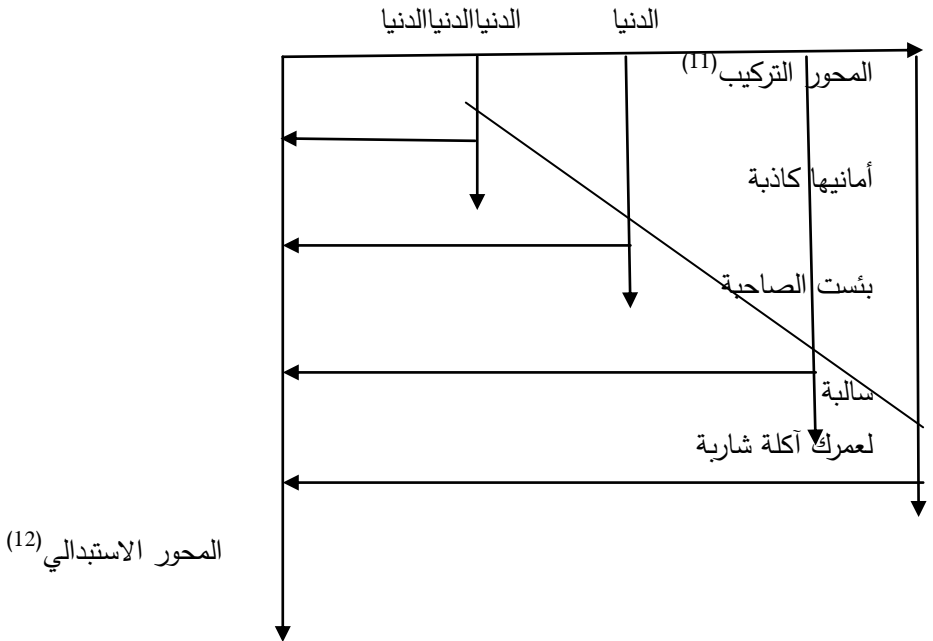 الدنيا الدنياالدنياالدنيا
المحور التركيب(11)
أمانيها كاذبة
بئست الصاحبة
سالبة
لعمرك آكلة شاربة
المحور الاستبدالي(12)